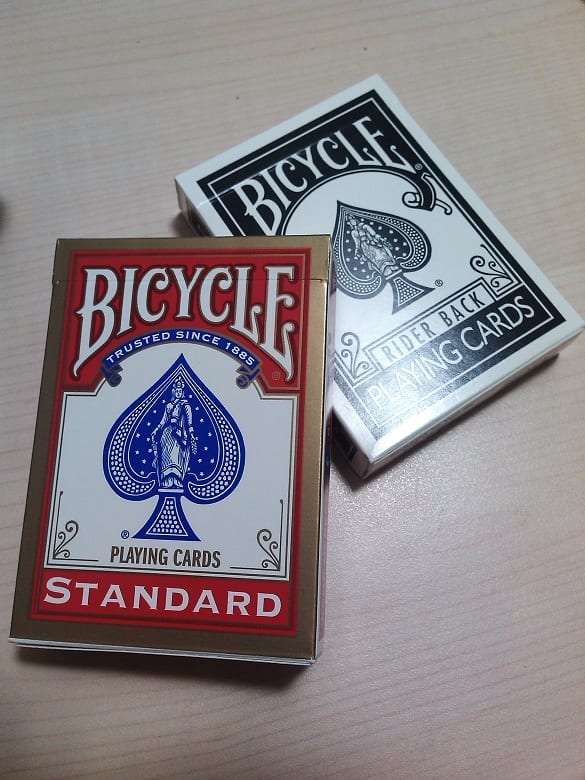 BICYCLE
TRUSTED SINCE 1885
®
®
PLAYING CARDS
STANDARD
BICYCLE
®
®
RIDER BACK
PLAYING CARDS